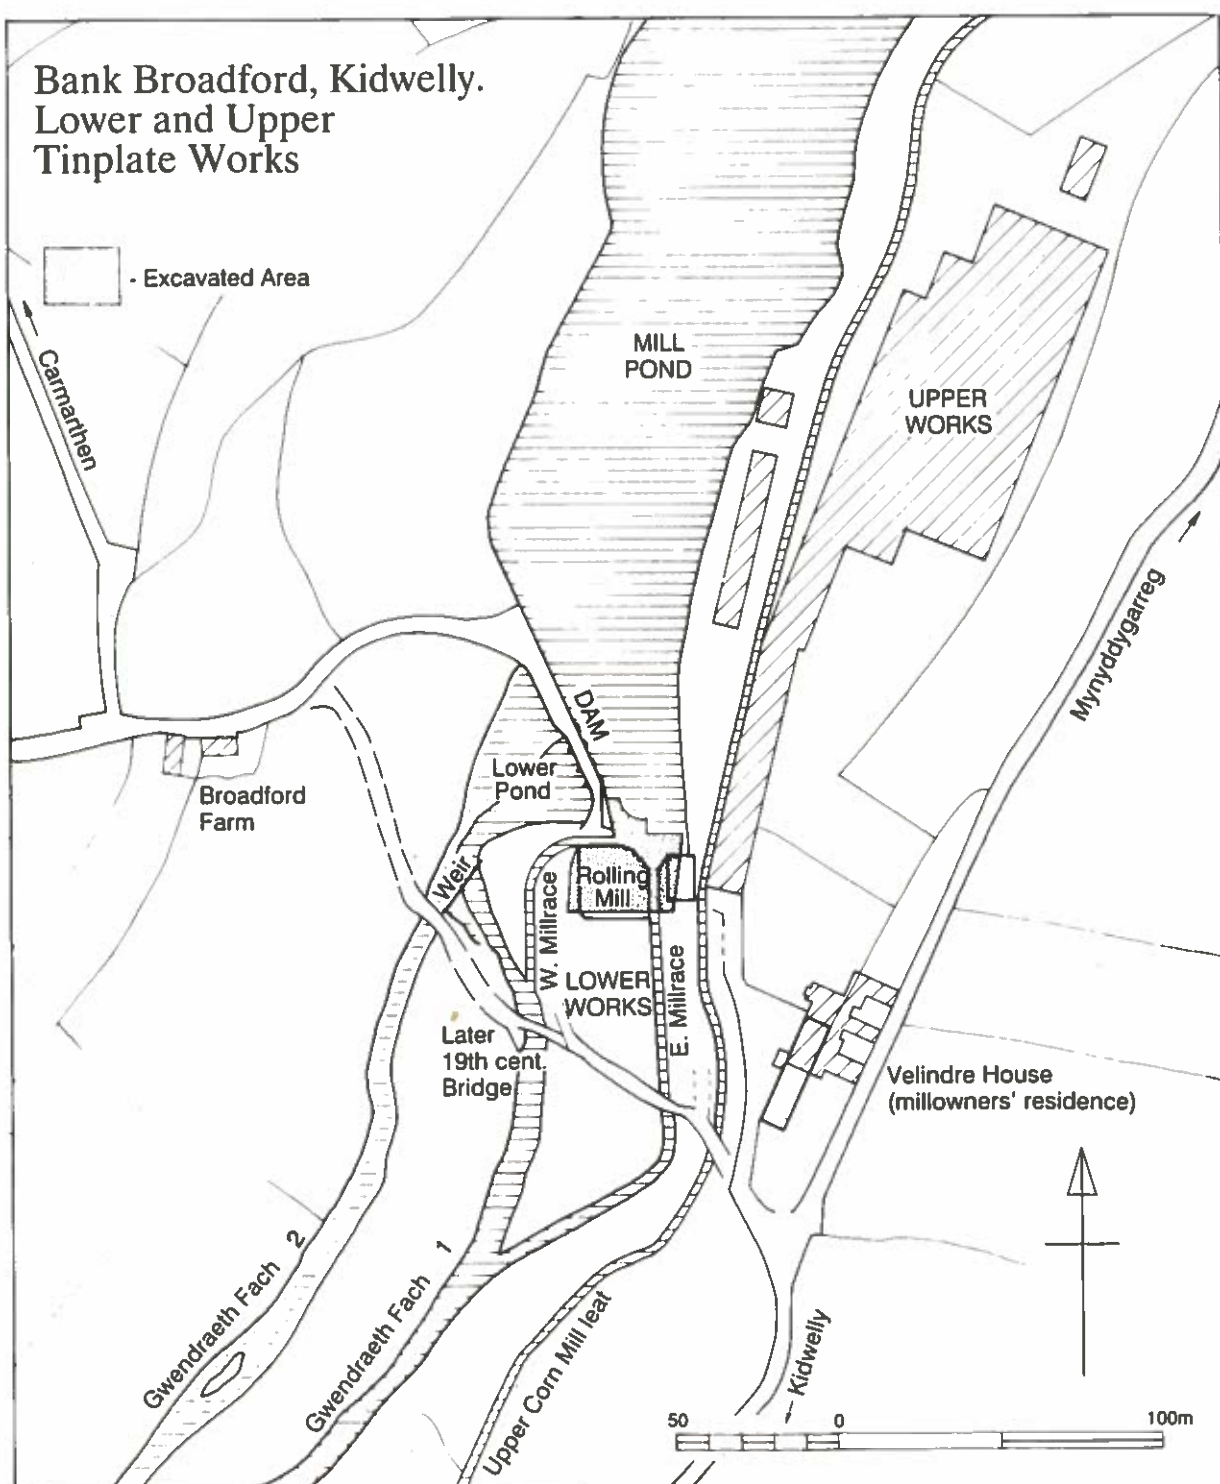 Bank Broadford, Kidwelly.
Lower and Upper
Tinplate Works
- Excavated Area
Carmarthen
MILL
POND
UPPER
WORKS
Mynyddygarreg
DAM
Lower
Pond
Broadford
Farm
Weir
Rolling
Mill
W. Millrace
LOWER
WORKS
E. Millrace
Later
19th cent.
Bridge
Velindre House
(millowners' residence)
Gwendraeth Fach 2
Gwendraeth Fach 1
Upper Corn Mill leat
Kidwelly
50 0 100m